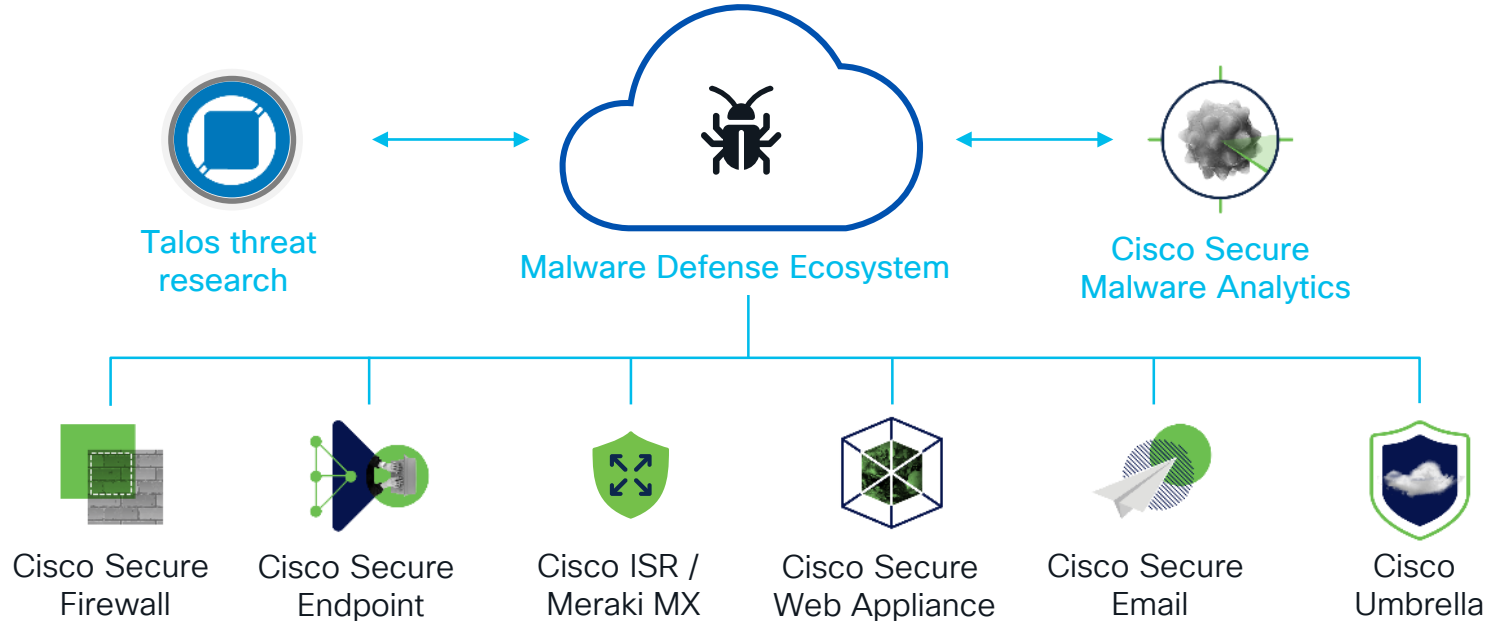 Talos threat
research
Malware Defense Ecosystem
Cisco Secure
Malware Analytics
Cisco Secure
Firewall
Cisco Secure
Endpoint
Cisco ISR /
Meraki MX
Cisco Secure
Web Appliance
Cisco Secure
Email
Cisco
Umbrella